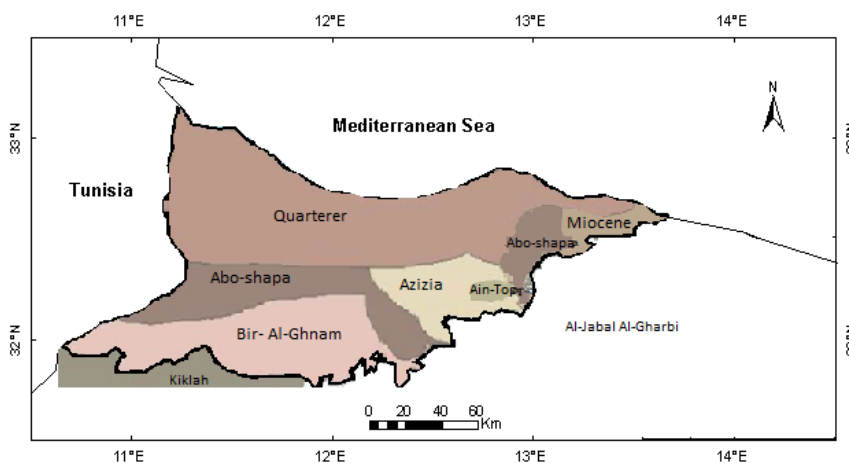 11°E 12°E 13°E 14°E
N
33°N
Mediterranean Sea
Tunisia
Quarterer
Miocene
Abo-shapa
Abo-shapa
Azizia
Ain-Top
Bir- Al-Ghnam
Al-Jabal Al-Gharbi
32°N
Kiklah
0 20 40 60
Km
11°E 12°E 13°E 14°E